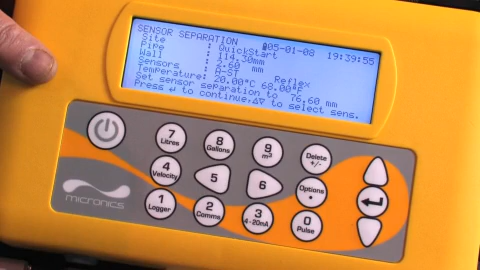 SENSOR SEPARATION 05-01-08 19:39:55
Site : QuickStart
Pipe : 114.30mm
Wall : 2.60 mm
Sensors : A-ST Reflex
Temperature: 20.00°C 68.00°F
Set sensor separation to 76.60 mm
Press ↵ to continue,△▽ to select sens.
7 Litres
8 Gallons
9 m³
Delete +/-
4 Velocity
5
6
Options •
1 Logger
2 Comms
3 4-20mA
0 Pulse
micronics